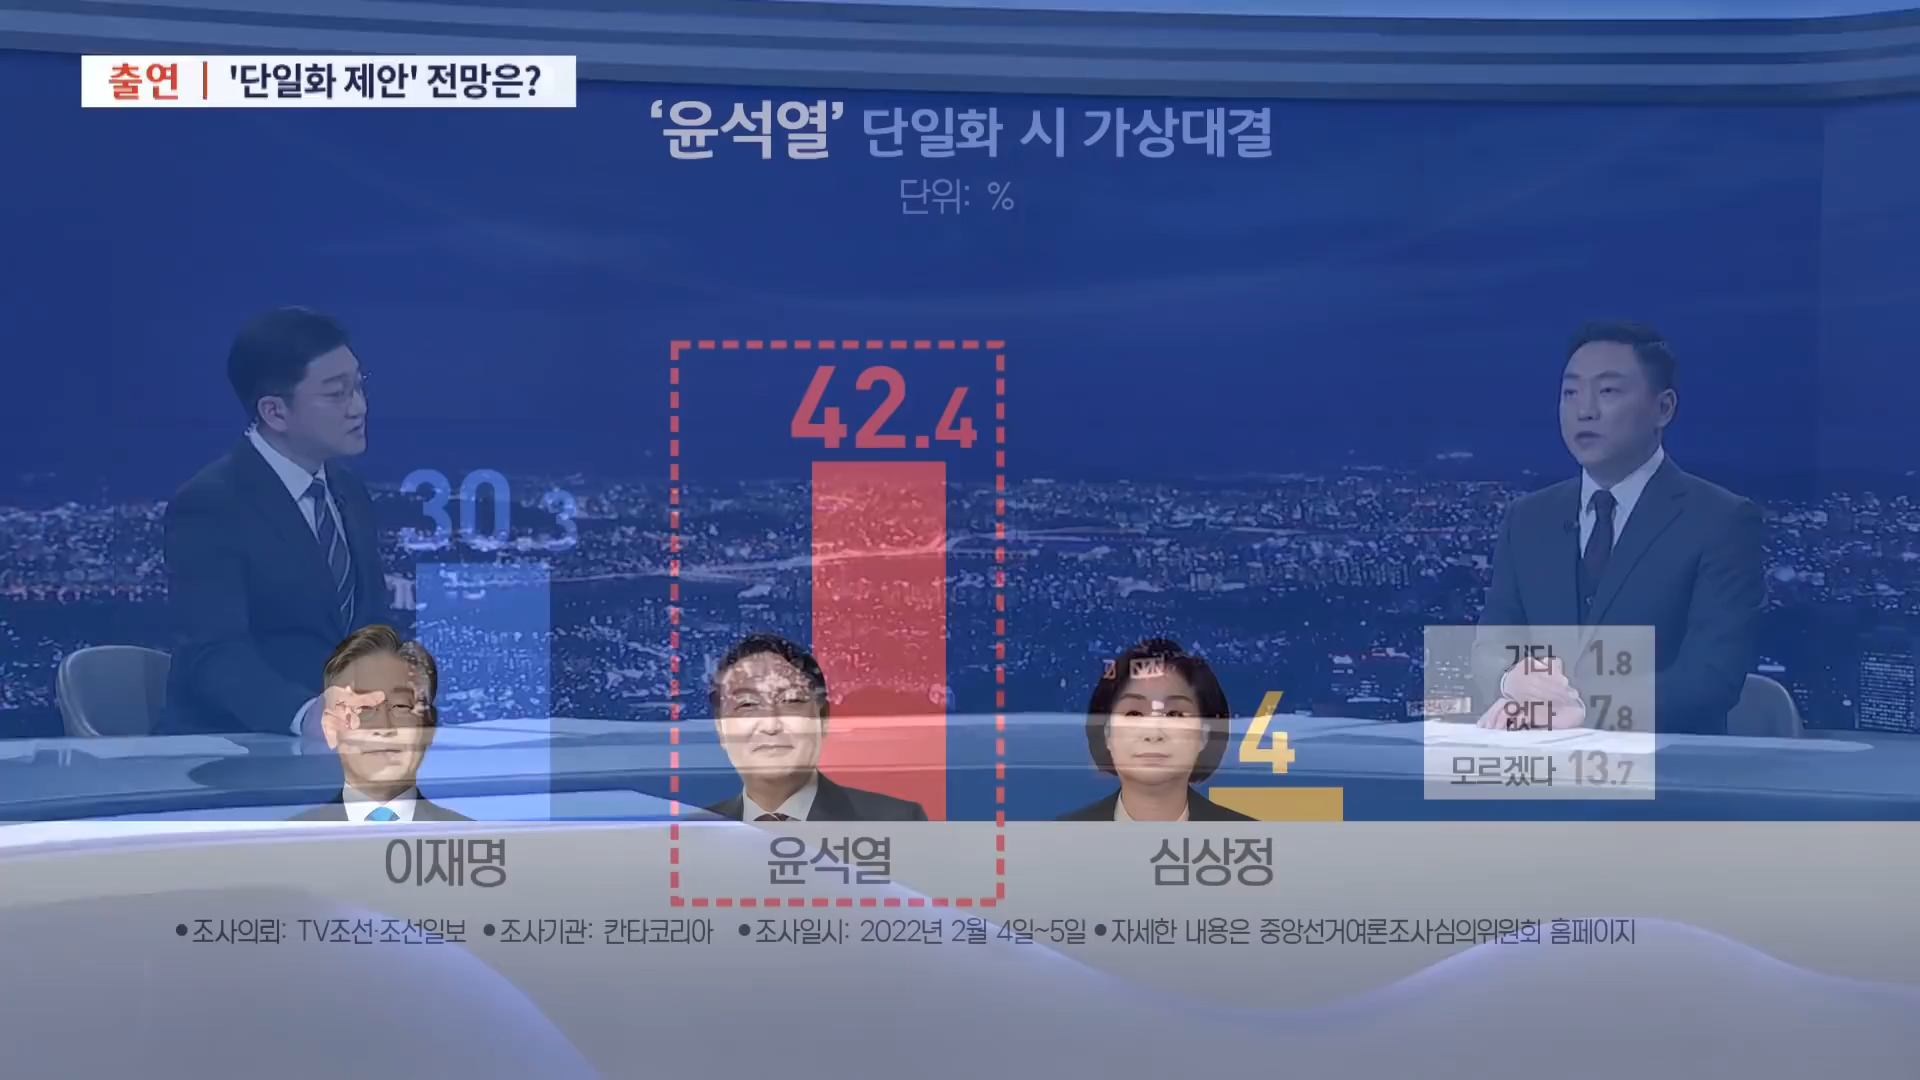 출연 | '단일화 제안' 전망은?
‘윤석열’ 단일화 시 가상대결
단위: %
42.4
30.3
4
기타 1.8
없다 7.8
모르겠다 13.7
이재명
윤석열
심상정
•조사의뢰: TV조선·조선일보 •조사기관: 칸타코리아 •조사일시: 2022년 2월 4일~5일 •자세한 내용은 중앙선거여론조사심의위원회 홈페이지